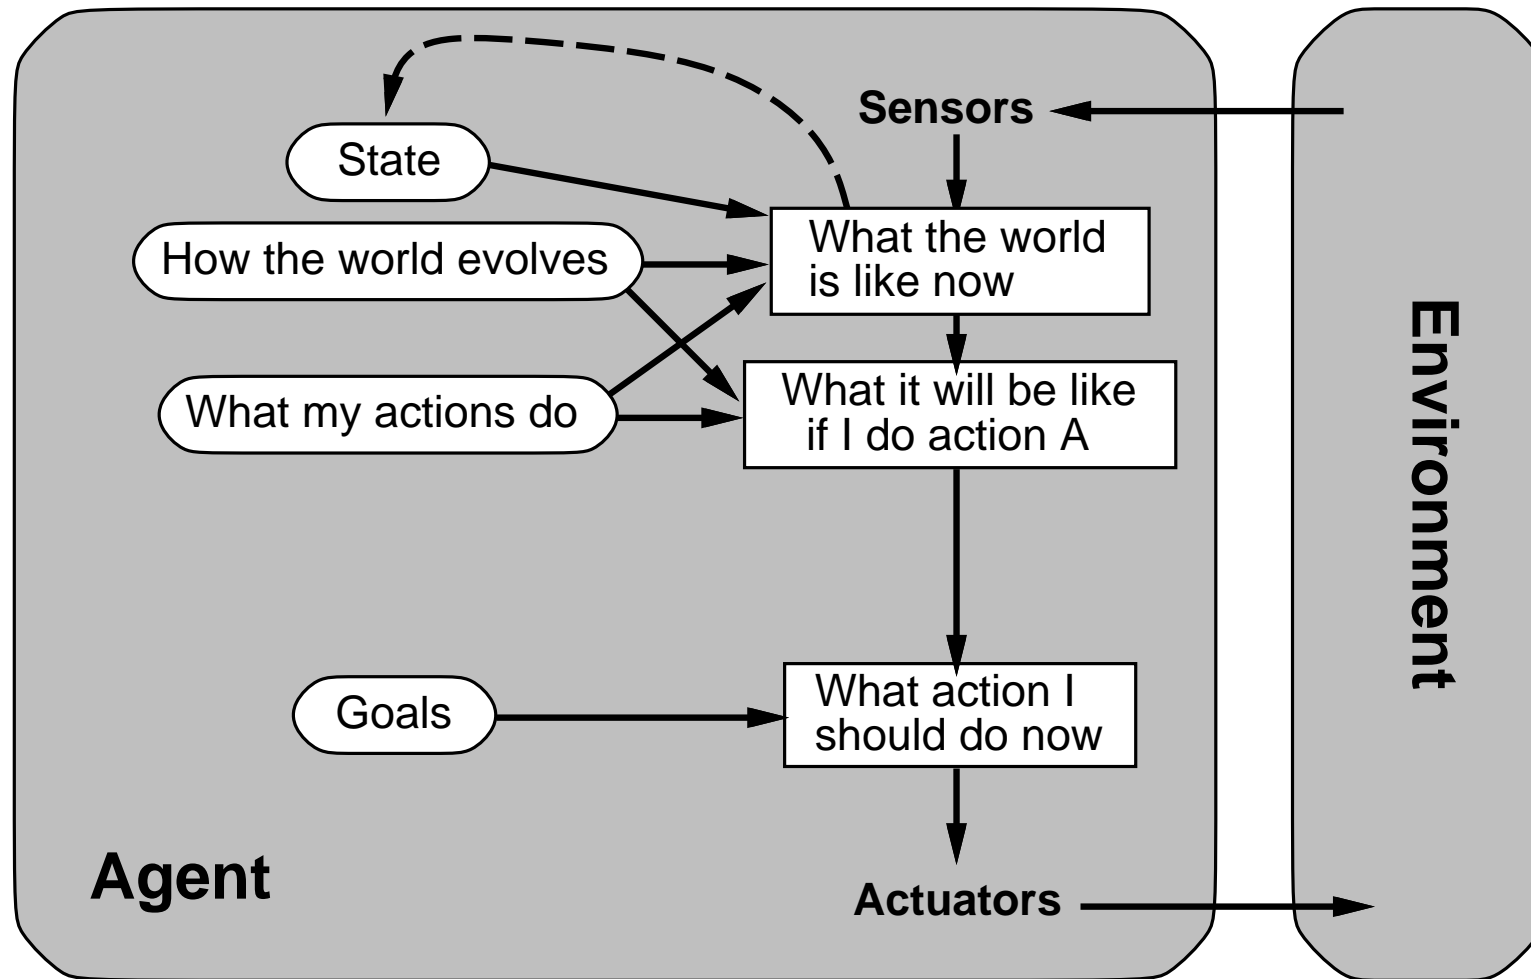 Sensors
State
What the world
is like now
How the world evolves
What it will be like
if I do action A
What my actions do
What action I
should do now
Goals
Agent
Actuators
Environment